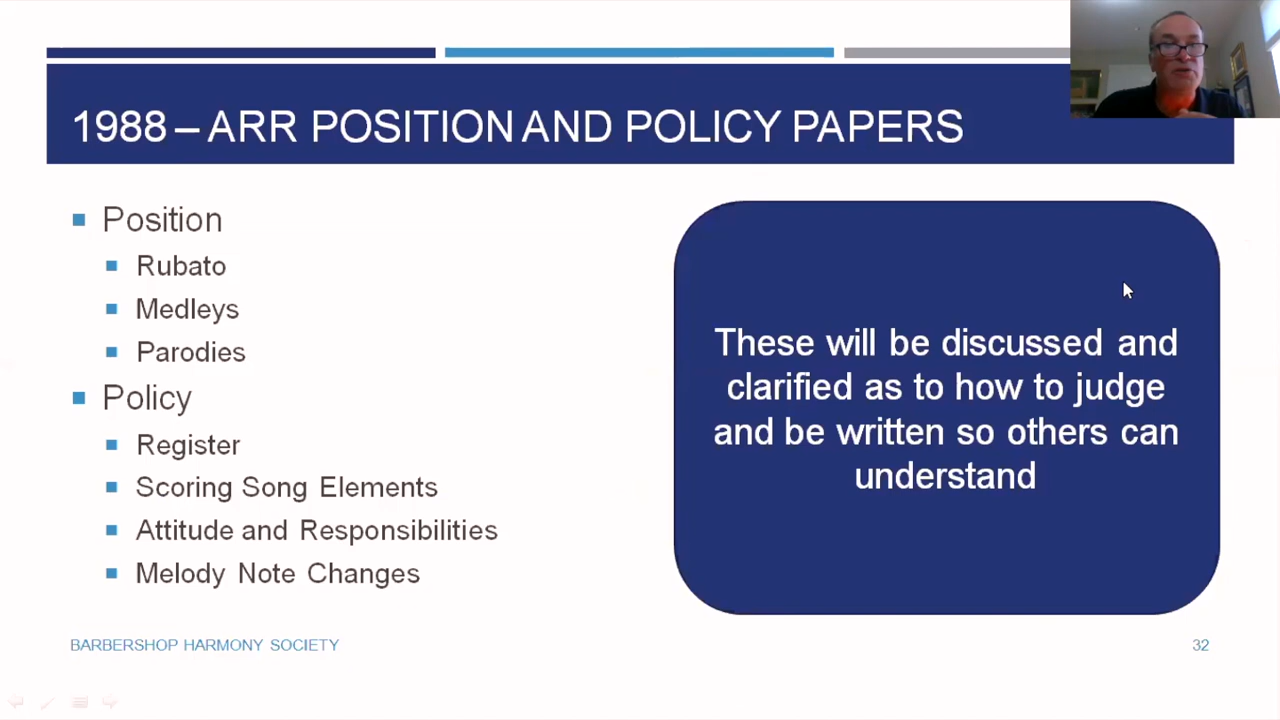 1988 – ARR POSITION AND POLICY PAPERS
Position
Rubato
Medleys
Parodies
Policy
Register
Scoring Song Elements
Attitude and Responsibilities
Melody Note Changes
These will be discussed and
clarified as to how to judge
and be written so others can
understand
BARBERSHOP HARMONY SOCIETY
32